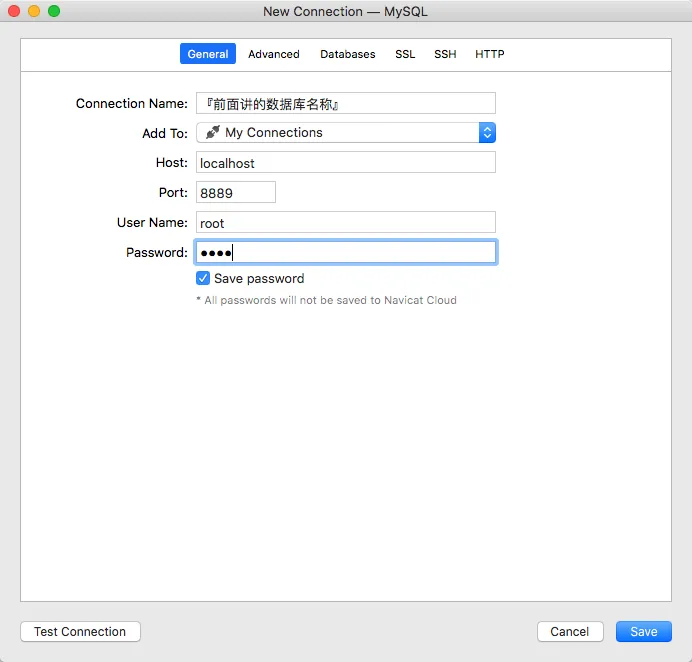 New Connection — MySQL
General Advanced Databases SSL SSH HTTP
Connection Name: 『前面讲的数据库名称』
Add To: My Connections
Host: localhost
Port: 8889
User Name: root
Password: ••••
Save password
* All passwords will not be saved to Navicat Cloud
Test Connection Cancel Save